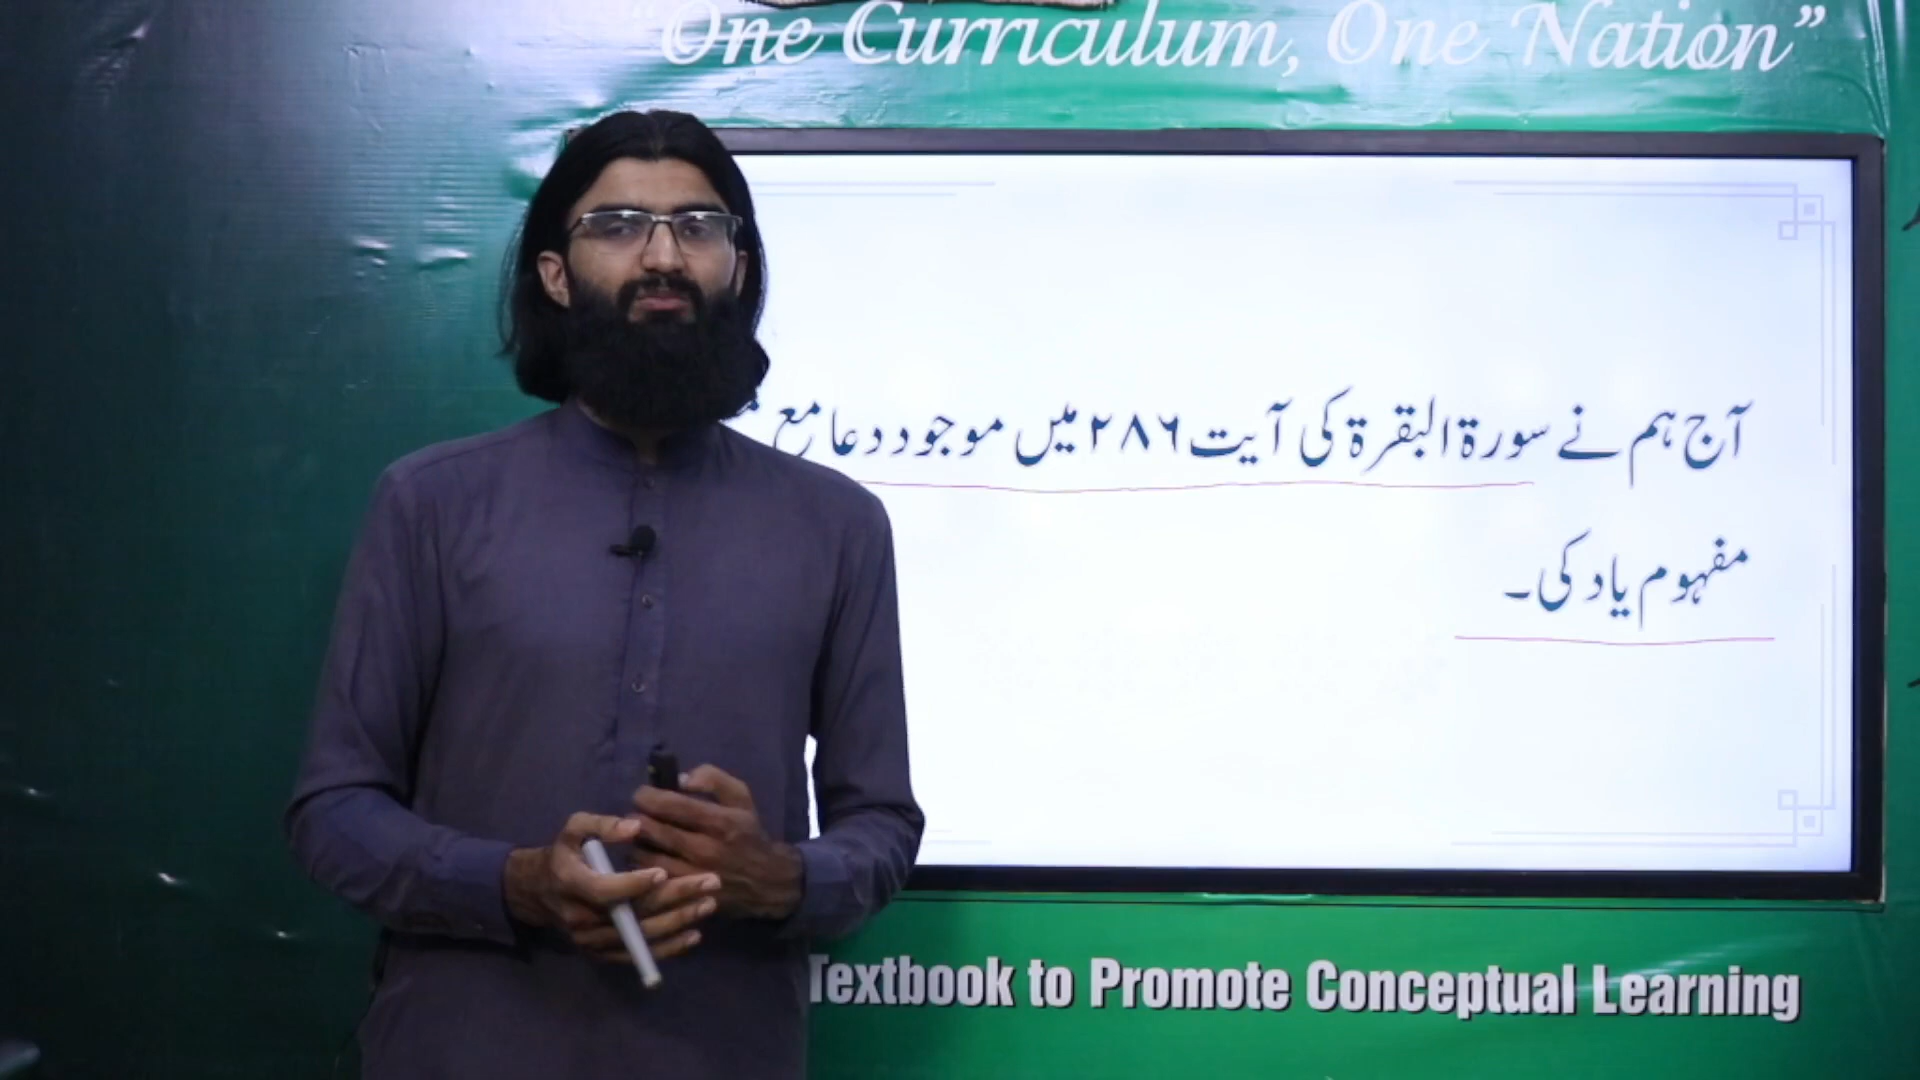 “One Curriculum, One Nation”
آج ہم نے سورۃ البقرۃ کی آیت ۲۸۶ میں موجود دعا مع
مفہوم یاد کی۔
Textbook to Promote Conceptual Learning